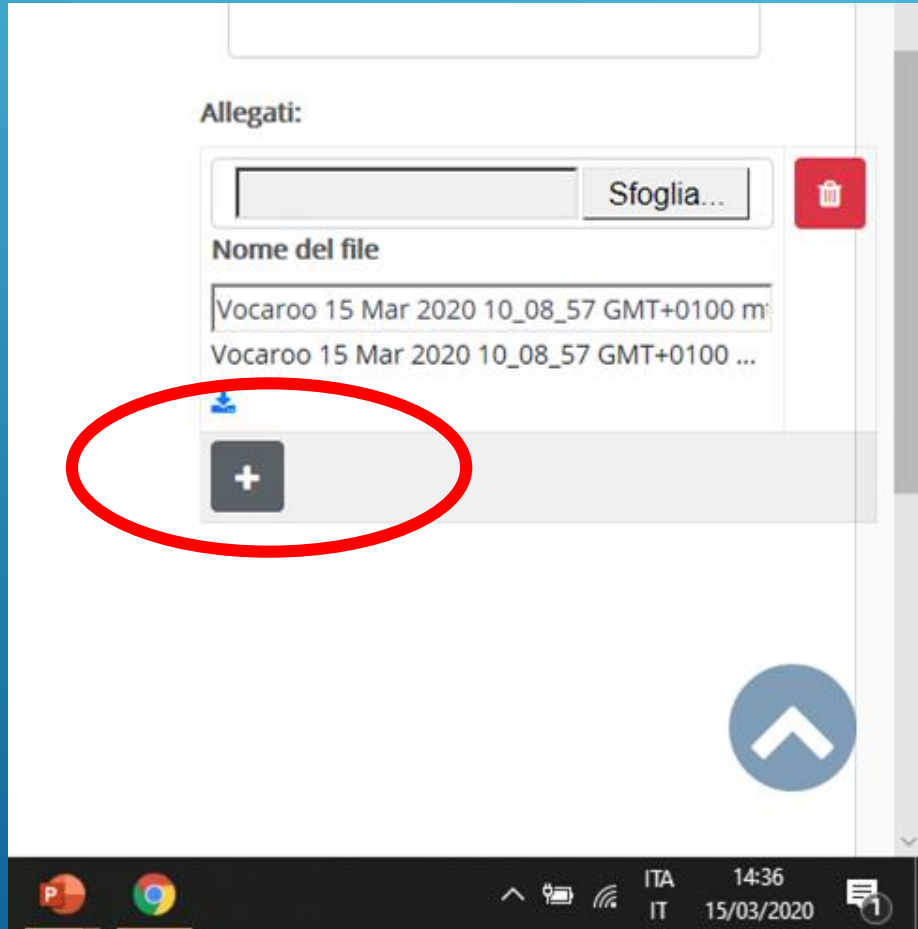 Allegati:
Sfoglia...
Nome del file
Vocaroo 15 Mar 2020 10_08_57 GMT+0100
Vocaroo 15 Mar 2020 10_08_57 GMT+0100 ...
ITA 14:36
IT 15/03/2020
1